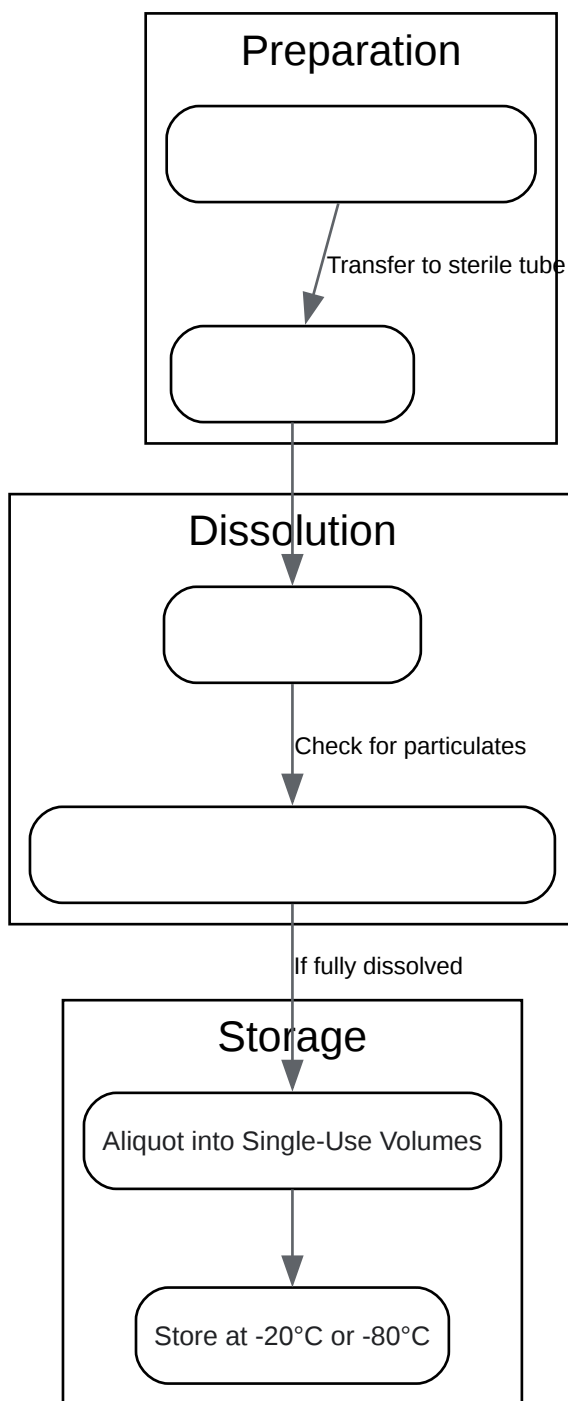 Preparation
Transfer to sterile tube
Dissolution
Check for particulates
If fully dissolved
Storage
Aliquot into Single-Use Volumes
Store at -20°C or -80°C